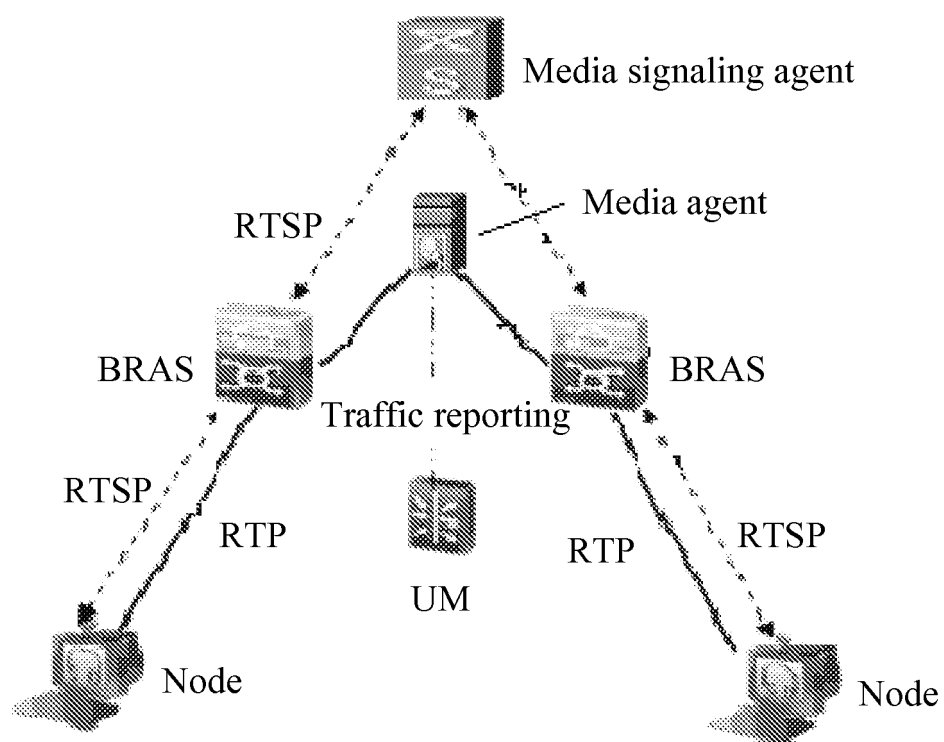 Media signaling agent
Media agent
RTSP
BRAS
BRAS
Traffic reporting
RTSP
RTP
RTP
RTSP
UM
Node
Node